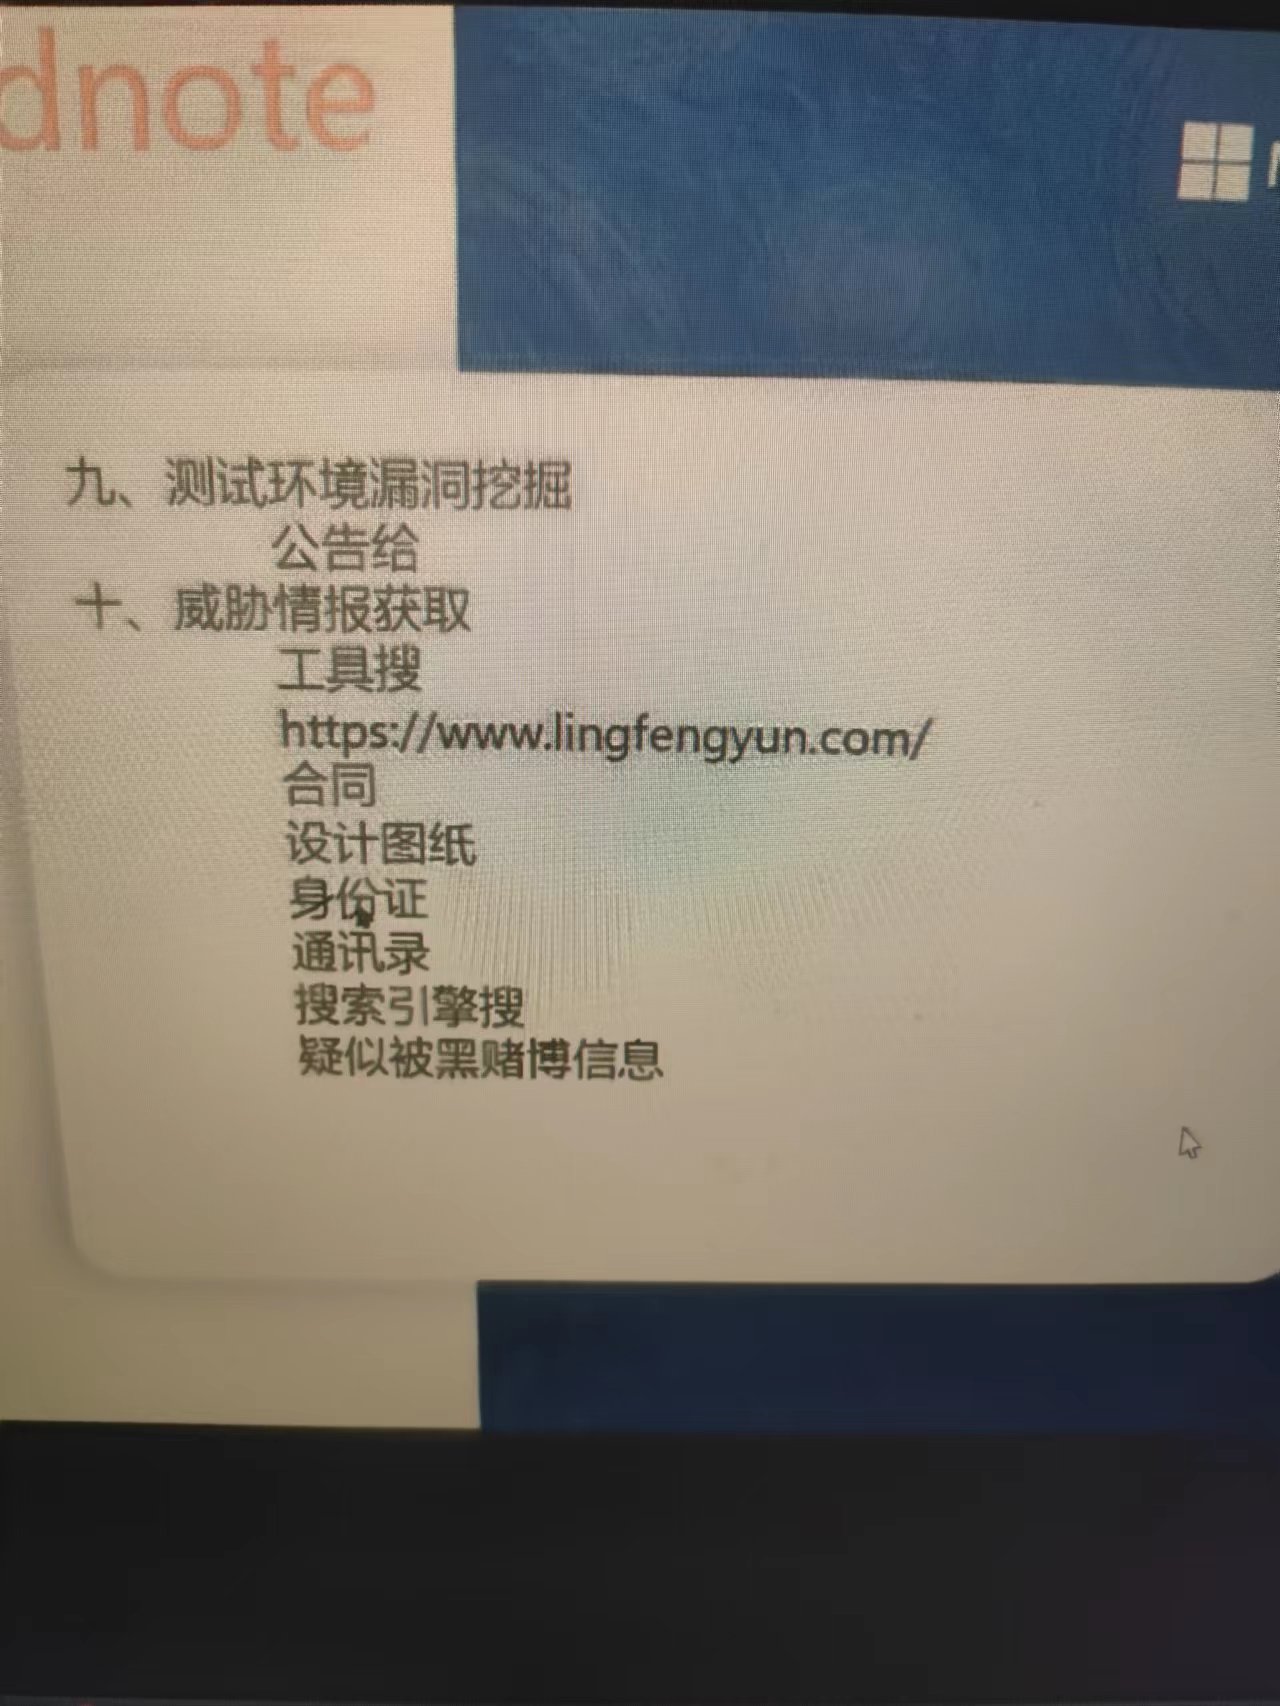 dnote
九、测试环境漏洞挖掘
公告给
十、威胁情报获取
工具搜
https://www.lingfengyun.com/
合同
设计图纸
身份证
通讯录
搜索引擎搜
疑似被黑赌博信息